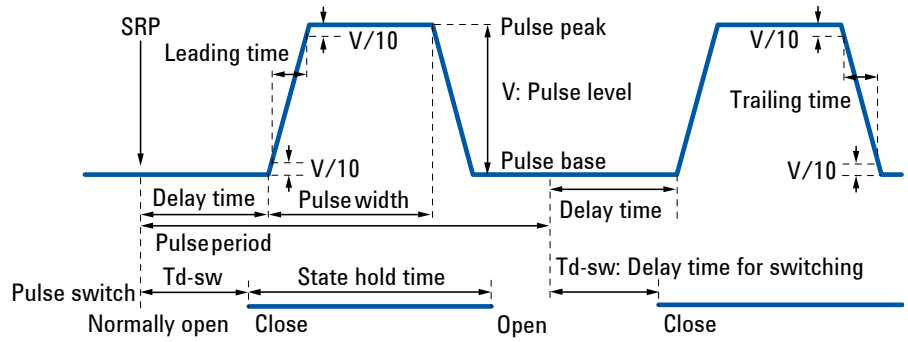 SRP
Pulse peak
V/10
V/10
Leading time
V: Pulse level
Trailing time
V/10
Pulse base
V/10
Delay time
Pulse width
Delay time
Pulse period
Td-sw
State hold time
Td-sw: Delay time for switching
Pulse switch
Normally open
Close
Open
Close